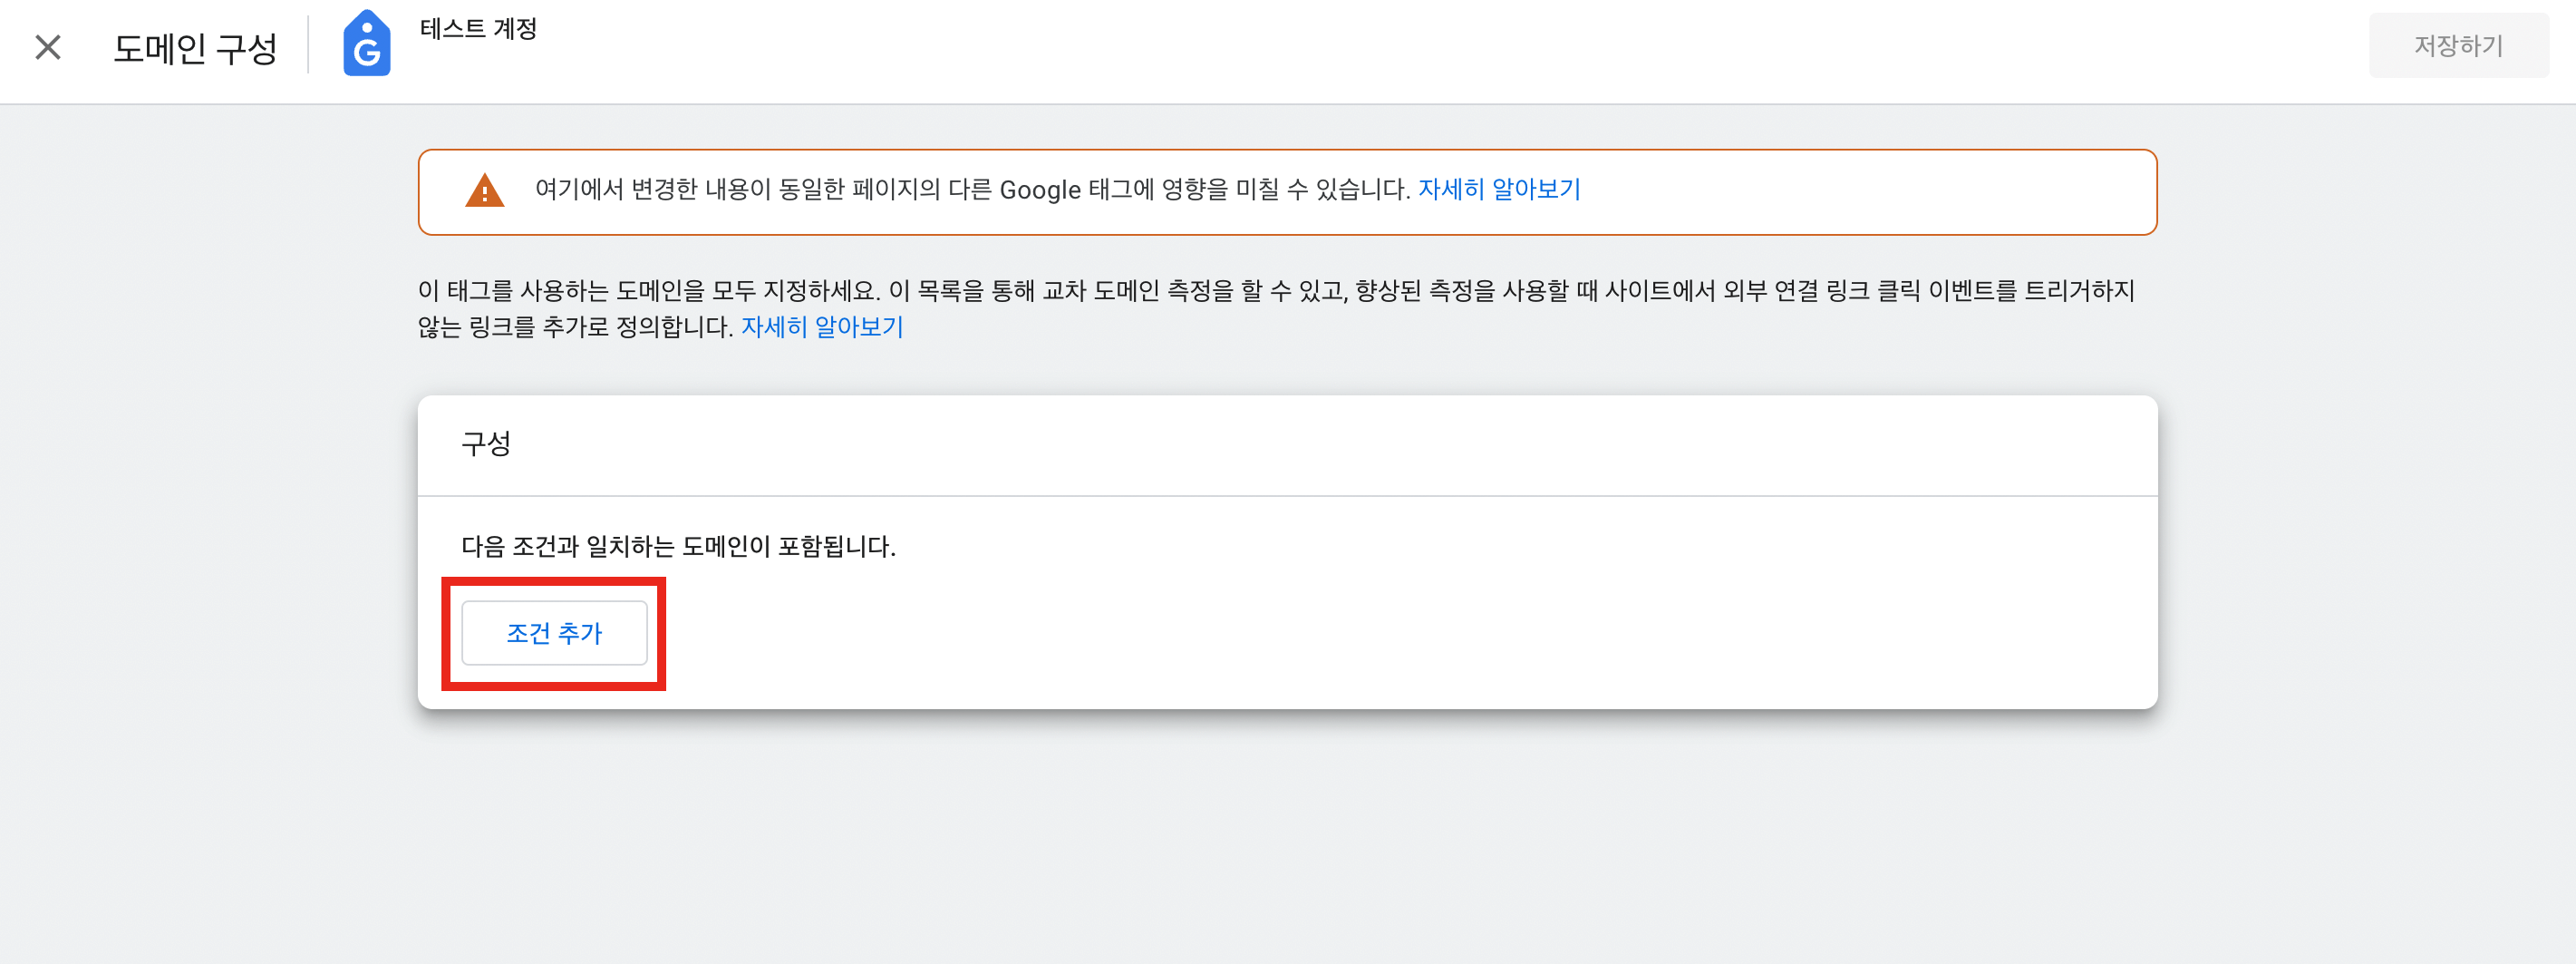 도메인 구성
테스트 계정
저장하기
여기에서 변경한 내용이 동일한 페이지의 다른 Google 태그에 영향을 미칠 수 있습니다. 자세히 알아보기
이 태그를 사용하는 도메인을 모두 지정하세요. 이 목록을 통해 교차 도메인 측정을 할 수 있고, 향상된 측정을 사용할 때 사이트에서 외부 연결 링크 클릭 이벤트를 트리거하지
않는 링크를 추가로 정의합니다. 자세히 알아보기
구성
다음 조건과 일치하는 도메인이 포함됩니다.
조건 추가